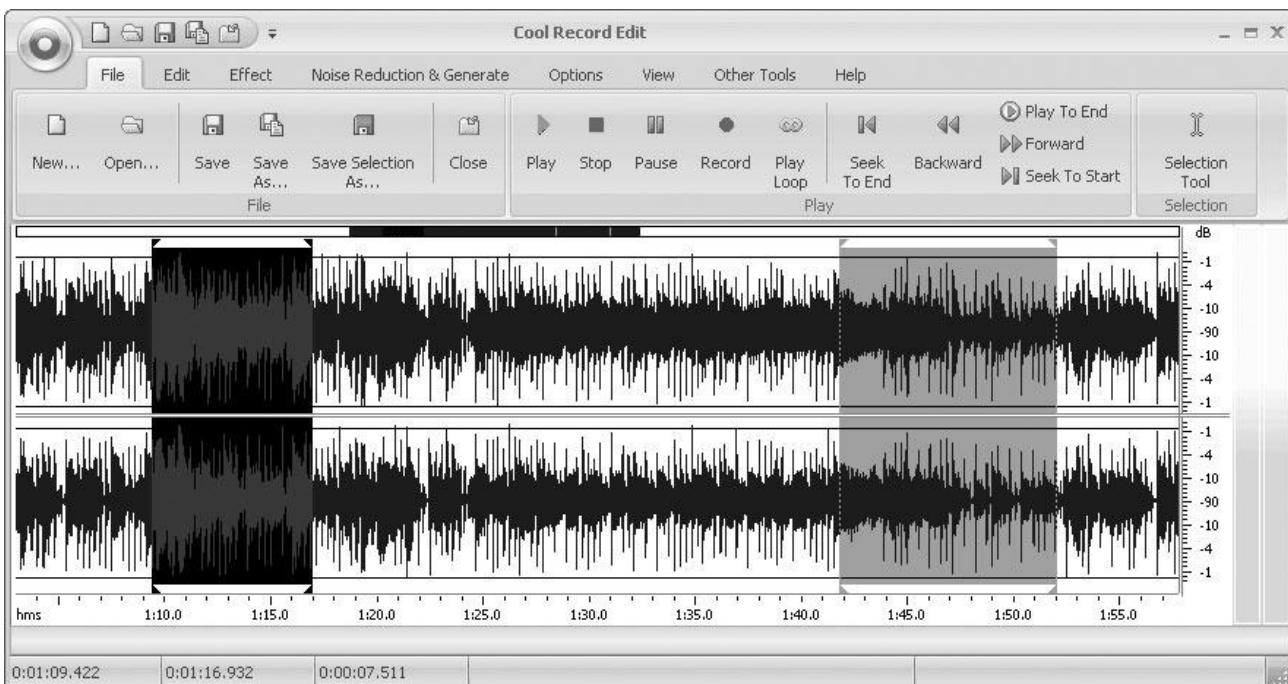 Cool Record Edit
File Edit Effect Noise Reduction & Generate Options View Other Tools Help
New... Open... Save Save As... Save Selection As... Close Play Stop Pause Record Play Loop Seek To End Backward Play To End
Forward
Seek To Start
Selection Tool
File Play Selection
dB
-1
-4
-10
-90
-10
-4
-1
-1
-4
-10
-90
-10
-4
-1
hms 1:10.0 1:15.0 1:20.0 1:25.0 1:30.0 1:35.0 1:40.0 1:45.0 1:50.0 1:55.0
0:01:09.422 0:01:16.932 0:00:07.511